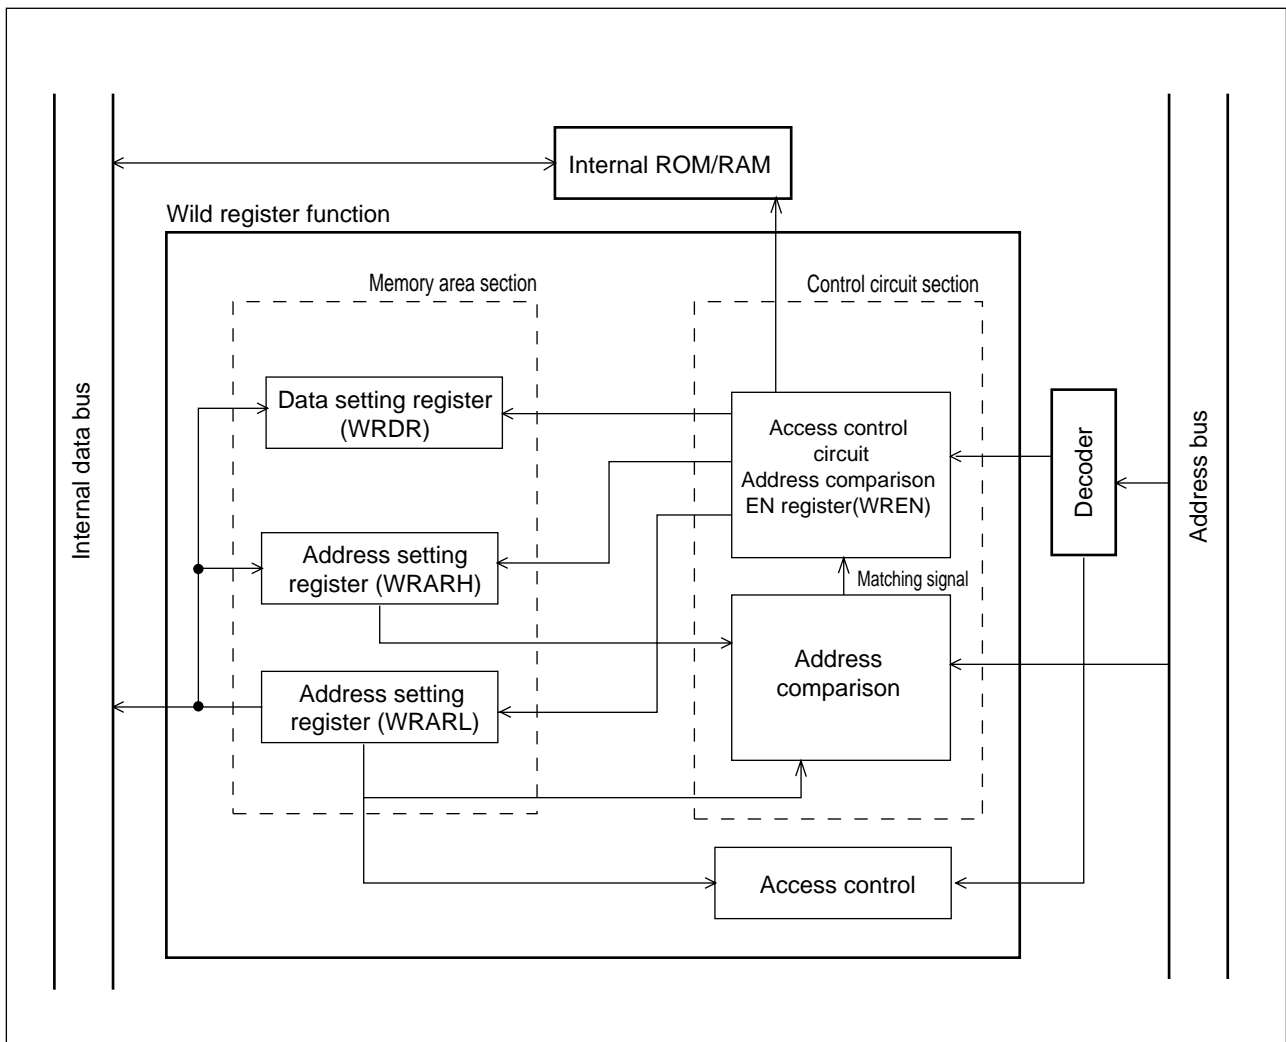 Internal ROM/RAM
Wild register function
Memory area section
Control circuit section
Internal data bus
Data setting register
(WRDR)
Access control
circuit
Address comparison
EN register(WREN)
Decoder
Address bus
Address setting
register (WRARH)
Matching signal
Address
comparison
Address setting
register (WRARL)
Access control